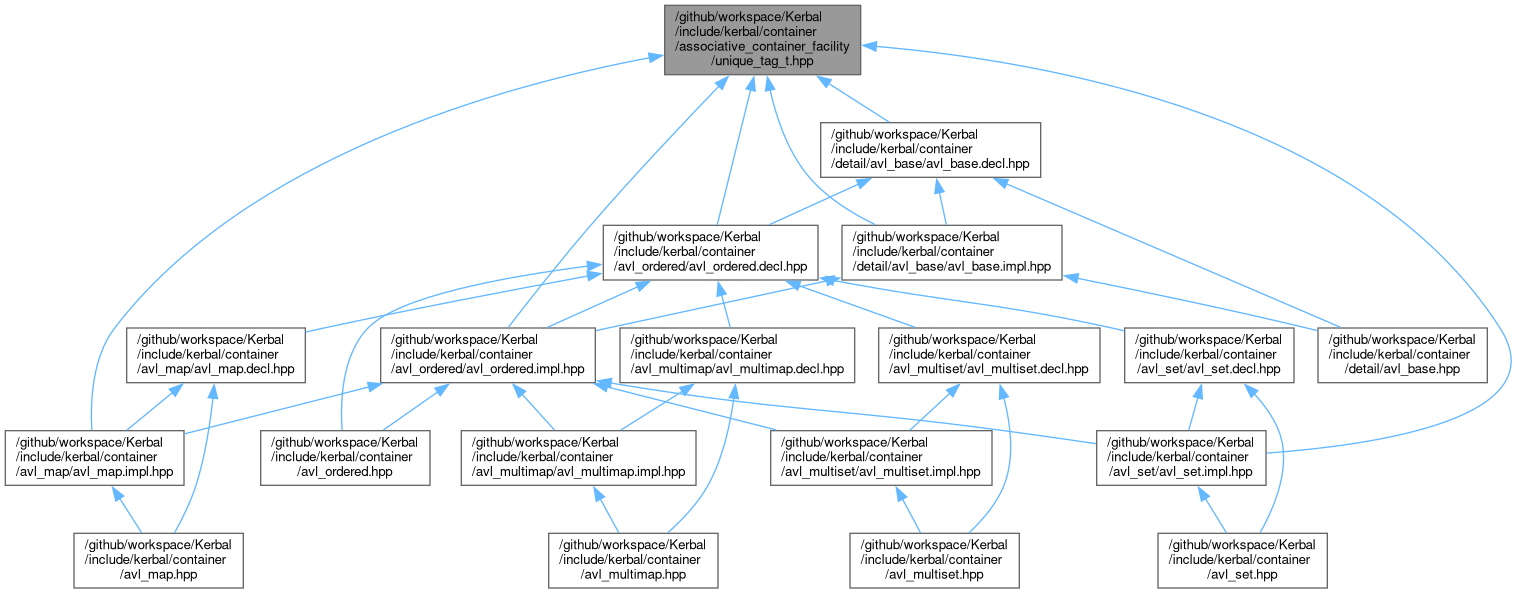 /github/workspace/Kerbal
/include/kerbal/container
/associative_container_facility
/unique_tag_t.hpp
/github/workspace/Kerbal
/include/kerbal/container
/detail/avl_base/avl_base.decl.hpp
/github/workspace/Kerbal
/include/kerbal/container
/avl_ordered/avl_ordered.decl.hpp
/github/workspace/Kerbal
/include/kerbal/container
/detail/avl_base/avl_base.impl.hpp
/github/workspace/Kerbal
/include/kerbal/container
/avl_map/avl_map.decl.hpp
/github/workspace/Kerbal
/include/kerbal/container
/avl_ordered/avl_ordered.impl.hpp
/github/workspace/Kerbal
/include/kerbal/container
/avl_multimap/avl_multimap.decl.hpp
/github/workspace/Kerbal
/include/kerbal/container
/avl_multiset/avl_multiset.decl.hpp
/github/workspace/Kerbal
/include/kerbal/container
/avl_set/avl_set.decl.hpp
/github/workspace/Kerbal
/include/kerbal/container
/detail/avl_base.hpp
/github/workspace/Kerbal
/include/kerbal/container
/avl_map/avl_map.impl.hpp
/github/workspace/Kerbal
/include/kerbal/container
/avl_ordered.hpp
/github/workspace/Kerbal
/include/kerbal/container
/avl_multimap/avl_multimap.impl.hpp
/github/workspace/Kerbal
/include/kerbal/container
/avl_multiset/avl_multiset.impl.hpp
/github/workspace/Kerbal
/include/kerbal/container
/avl_set/avl_set.impl.hpp
/github/workspace/Kerbal
/include/kerbal/container
/avl_map.hpp
/github/workspace/Kerbal
/include/kerbal/container
/avl_multimap.hpp
/github/workspace/Kerbal
/include/kerbal/container
/avl_multiset.hpp
/github/workspace/Kerbal
/include/kerbal/container
/avl_set.hpp